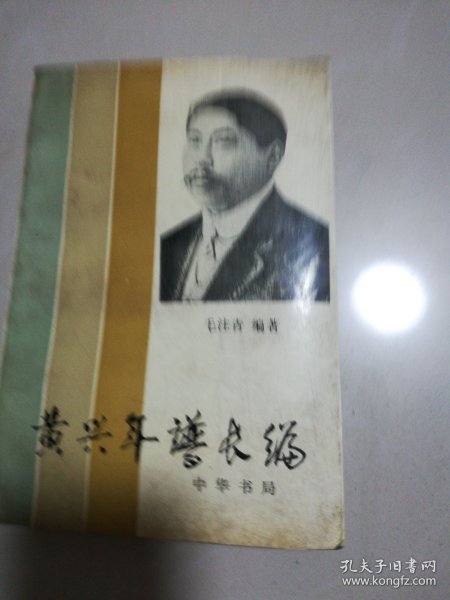 毛注青 编著
黄兴年谱长编
中华书局
孔夫子旧书网
www.kongfz.com